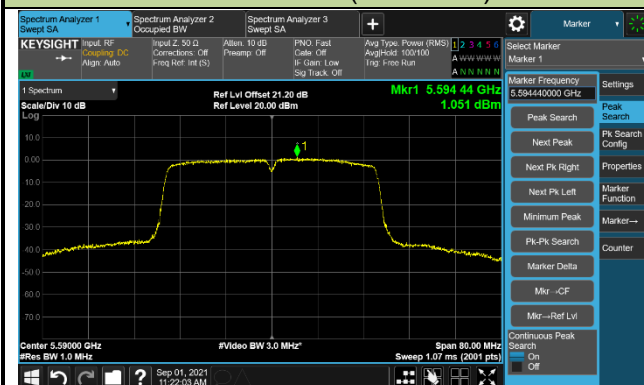 Spectrum Analyzer 1
Swept SA
Spectrum Analyzer 2
Occupied BW
Spectrum Analyzer 3
Swept SA
+
Marker
KEYSIGHT
Input: RF
Coupling: DC
Align: Auto
Input Z: 50 Ω
Corrections: Off
Freq Ref: Int (S)
Atten: 10 dB
Preamp: Off
PNO: Fast
Gate: Off
IF Gain: Low
Sig Track: Off
Avg Type: Power (RMS)
Avg|Hold: 100/100
Trig: Free Run
1 2 3 4 5 6
A W W W W W
A N N N N N
Select Marker
Marker 1
LXI
1 Spectrum
Scale/Div 10 dB
Log
Ref Lvl Offset 21.20 dB
Ref Level 20.00 dBm
Mkr1 5.594 44 GHz
1.051 dBm
Marker Frequency
5.594440000 GHz
Settings
Peak Search
Peak
Search
Next Peak
Pk Search
Config
Next Pk Right
Properties
Next Pk Left
Marker
Function
Minimum Peak
Marker→
Pk-Pk Search
Counter
Marker Delta
Mkr→CF
Mkr→Ref Lvl
Continuous Peak
Search
On
Off
10.0
0.00
1
10.0
20.0
30.0
40.0
-50.0
60.0
70.0
Center 5.59000 GHz
#Video BW 3.0 MHz*
Span 80.00 MHz
#Res BW 1.0 MHz
Sweep 1.07 ms (2001 pts)
?
Sep 01, 2021
11:22:03 AM